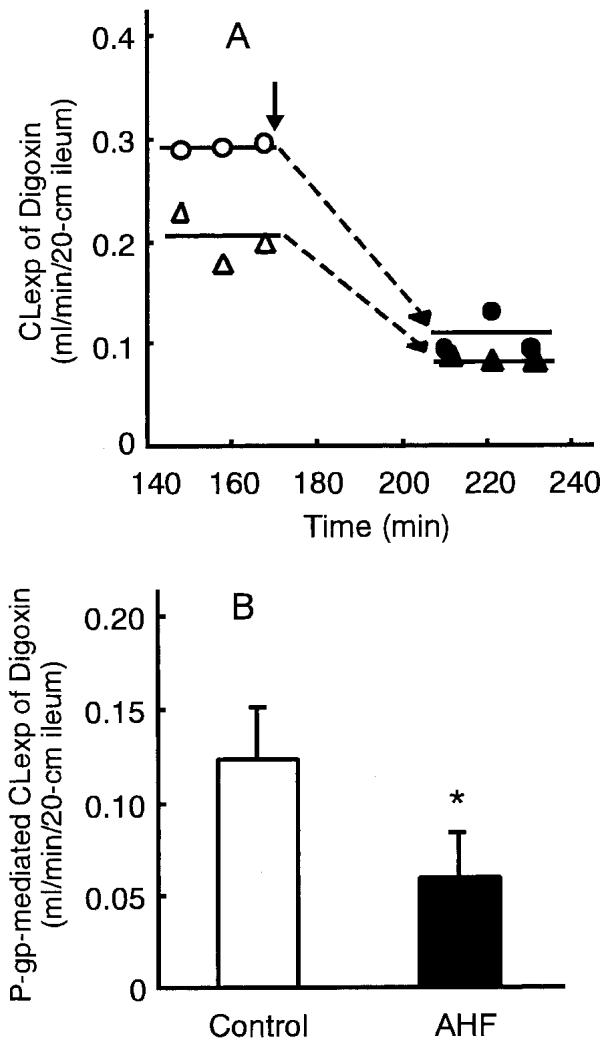 A
0.4
0.3
0.2
0.1
0
CLexp of Digoxin
(ml/min/20-cm ileum)
140 160 180 200 220 240
Time (min)
B
0.20
0.15
0.10
0.05
0
P-gp-mediated CLexp of Digoxin
(ml/min/20-cm ileum)
*
Control AHF